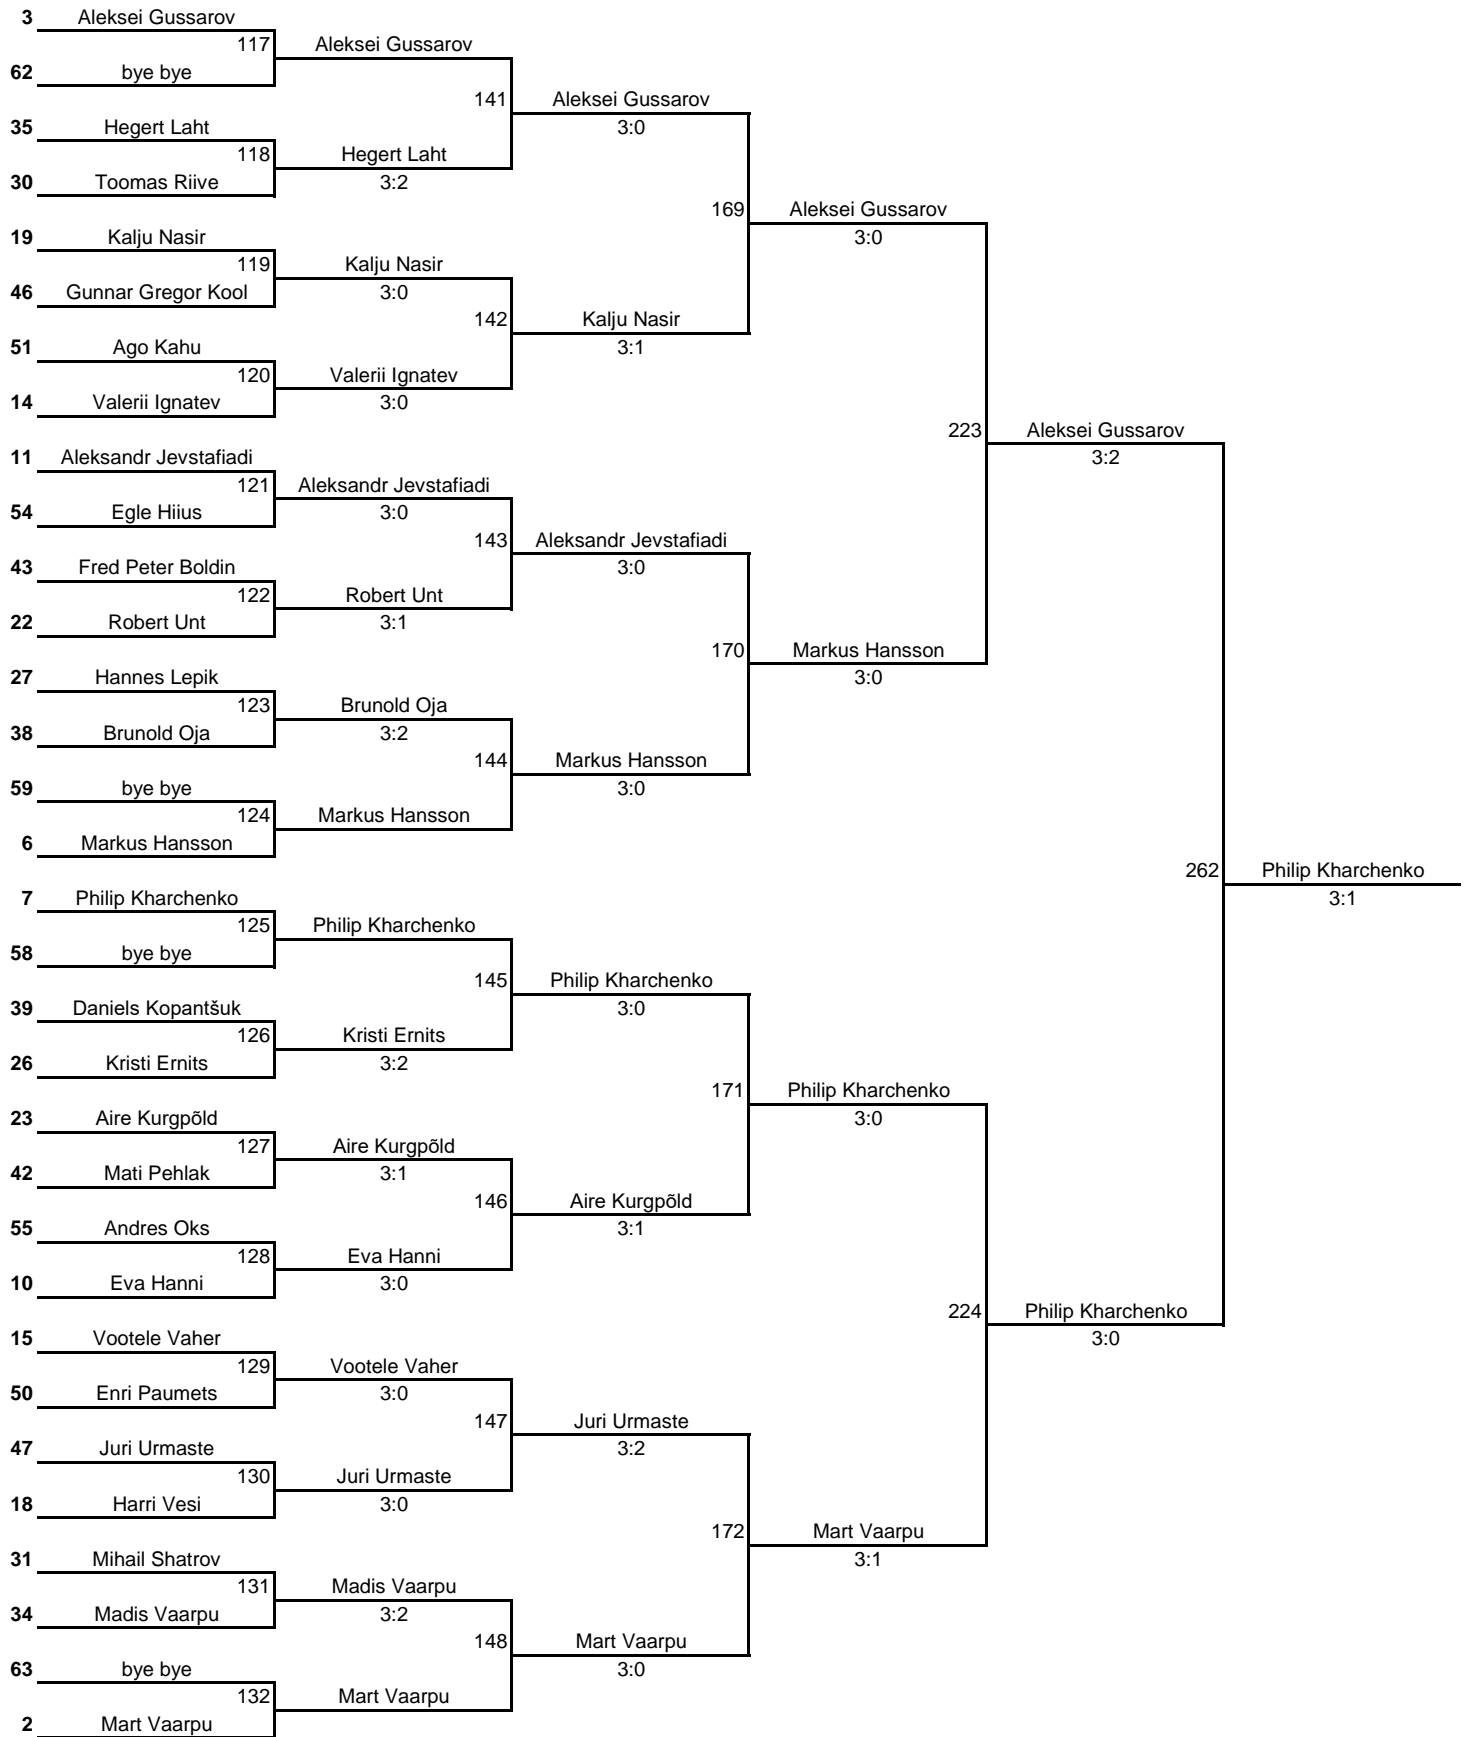 3 Aleksei Gussarov
117 Aleksei Gussarov
62 bye bye
141 Aleksei Gussarov
3:0
35 Hegert Laht
118 Hegert Laht
3:2
30 Toomas Riive
169 Aleksei Gussarov
3:0
19 Kalju Nasir
119 Kalju Nasir
3:0
46 Gunnar Gregor Kool
142 Kalju Nasir
3:1
51 Ago Kahu
120 Valerii Ignatev
3:0
14 Valerii Ignatev
223 Aleksei Gussarov
3:2
11 Aleksandr Jevstafiadi
121 Aleksandr Jevstafiadi
3:0
54 Egle Hiius
143 Aleksandr Jevstafiadi
3:0
43 Fred Peter Boldin
122 Robert Unt
3:1
22 Robert Unt
170 Markus Hansson
3:0
27 Hannes Lepik
123 Brunold Oja
3:2
38 Brunold Oja
144 Markus Hansson
3:0
59 bye bye
124 Markus Hansson
6 Markus Hansson
262 Philip Kharchenko
3:1
7 Philip Kharchenko
125 Philip Kharchenko
58 bye bye
145 Philip Kharchenko
3:0
39 Daniels Kopantšuk
126 Kristi Ernits
3:2
26 Kristi Ernits
171 Philip Kharchenko
3:0
23 Aire Kurgpõld
127 Aire Kurgpõld
3:1
42 Mati Pehlak
146 Aire Kurgpõld
3:1
55 Andres Oks
128 Eva Hanni
3:0
10 Eva Hanni
224 Philip Kharchenko
3:0
15 Vootele Vaher
129 Vootele Vaher
3:0
50 Enri Paumets
147 Juri Urmaste
3:2
47 Juri Urmaste
130 Juri Urmaste
3:0
18 Harri Vesi
172 Mart Vaarpu
3:1
31 Mihail Shatrov
131 Madis Vaarpu
3:2
34 Madis Vaarpu
148 Mart Vaarpu
3:0
63 bye bye
132 Mart Vaarpu
2 Mart Vaarpu